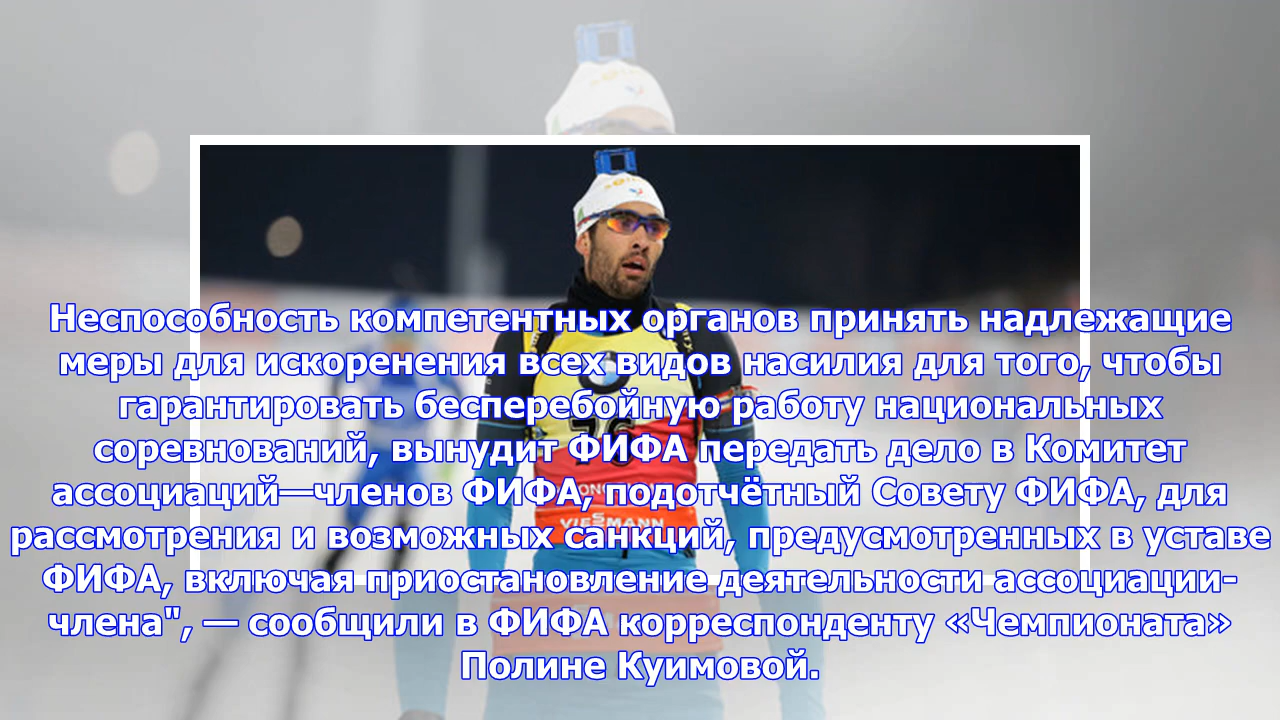 Неспособность компетентных органов принять надлежащие
меры для искоренения всех видов насилия для того, чтобы
гарантировать бесперебойную работу национальных
соревнований, вынудит ФИФА передать дело в Комитет
ассоциаций—членов ФИФА, подотчётный Совету ФИФА, для
рассмотрения и возможных санкций, предусмотренных в уставе
ФИФА, включая приостановление деятельности ассоциации-
члена", — сообщили в ФИФА корреспонденту «Чемпионата»
Полине Куимовой.
76
VIESMANN